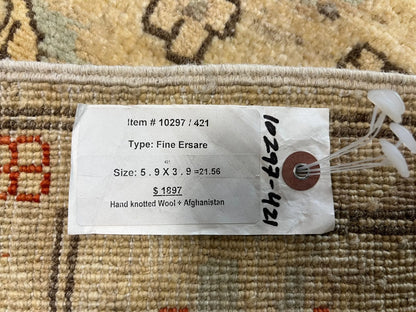 Item # 10297 / 421
Type: Fine Ersare
Size: 5 . 9 X 3 . 9 =21.56
$ 1897
Hand knotted Wool + Afghanistan
10297-421